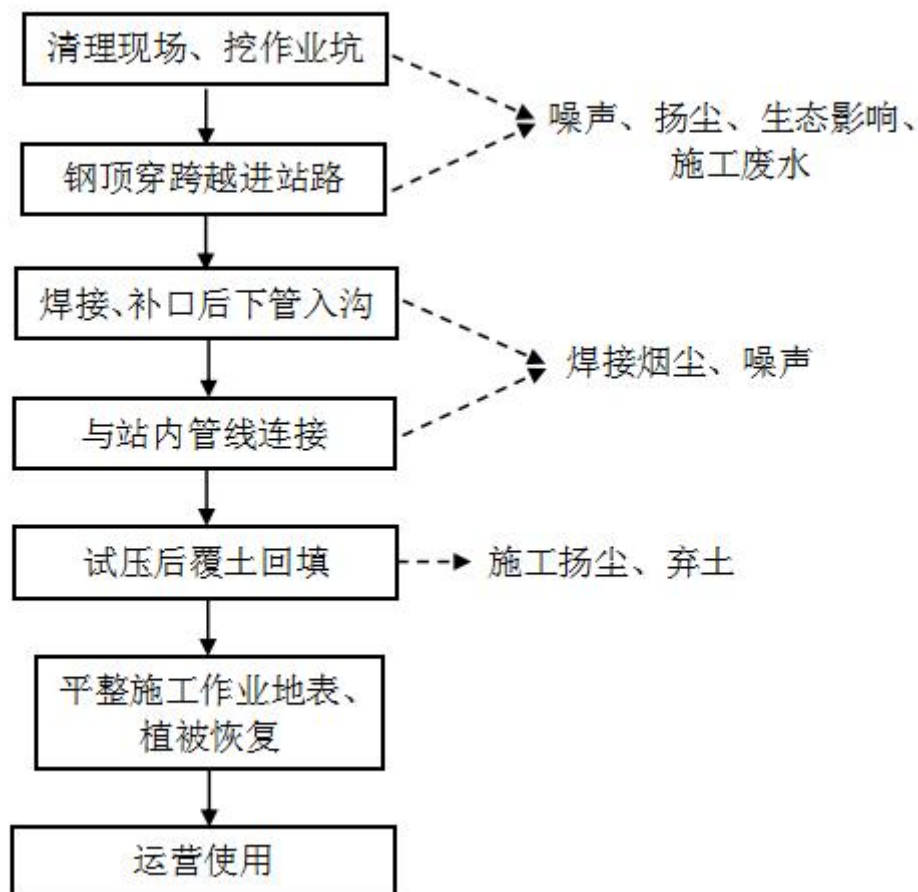 清理现场、挖作业坑
噪声、扬尘、生态影响、
施工废水
钢顶穿跨越进站路
焊接、补口后下管入沟
焊接烟尘、噪声
与站内管线连接
试压后覆土回填
施工扬尘、弃土
平整施工作业地表、
植被恢复
运营使用